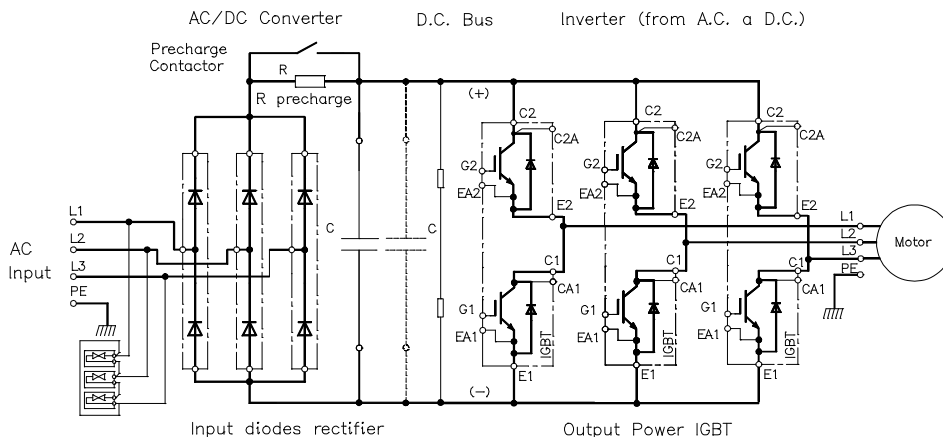 AC/DC Converter
D.C. Bus
Inverter (from A.C. a D.C.)
Precharge
Contactor
R
R precharge
(+)
C2
C2
C2
C2A
C2A
C2A
G2
G2
G2
EA2
EA2
EA2
E2
E2
E2
L1
L2
L3
PE
AC
Input
C
C
L1
L2
L3
PE
Motor
C1
C1
C1
CA1
CA1
CA1
G1
G1
G1
EA1
EA1
EA1
IGBT
IGBT
IGBT
E1
E1
E1
(–)
Input diodes rectifier
Output Power IGBT